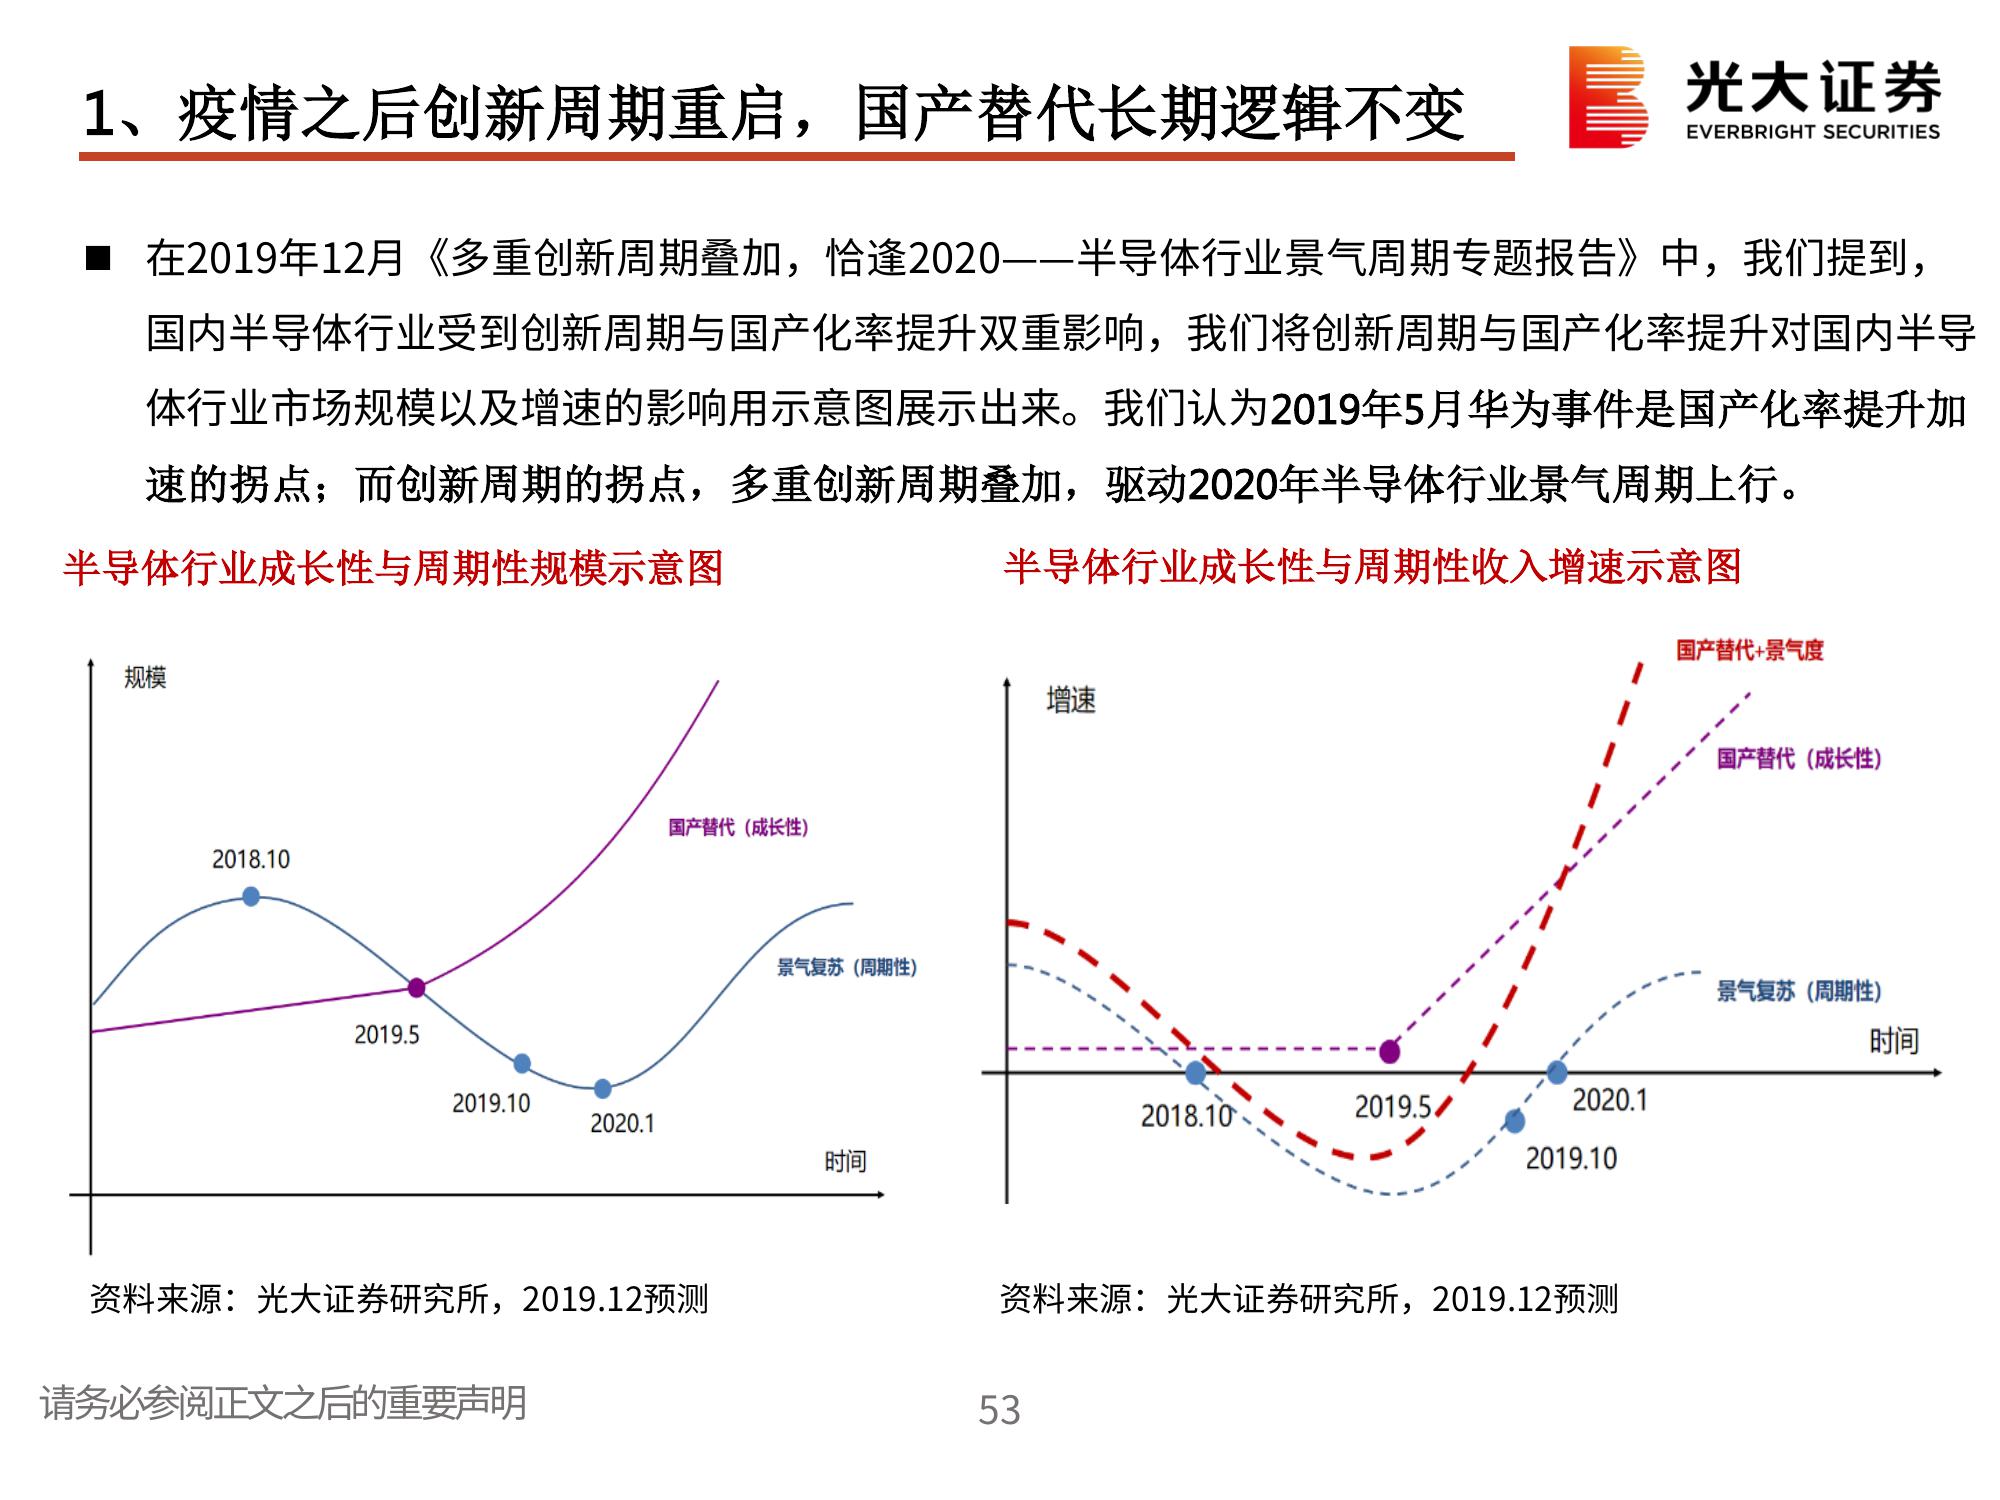 1、疫情之后创新周期重启，国产替代长期逻辑不变
光大证券
EVERBRIGHT SECURITIES
■ 在2019年12月《多重创新周期叠加，恰逢2020——半导体行业景气周期专题报告》中，我们提到，
国内半导体行业受到创新周期与国产化率提升双重影响，我们将创新周期与国产化率提升对国内半导
体行业市场规模以及增速的影响用示意图展示出来。我们认为2019年5月华为事件是国产化率提升加
速的拐点；而创新周期的拐点，多重创新周期叠加，驱动2020年半导体行业景气周期上行。
半导体行业成长性与周期性规模示意图
规模
2018.10
国产替代（成长性）
景气复苏（周期性）
2019.5
2019.10
2020.1
时间
资料来源：光大证券研究所，2019.12预测
半导体行业成长性与周期性收入增速示意图
国产替代+景气度
增速
国产替代（成长性）
景气复苏（周期性）
时间
2018.10
2019.5
2020.1
2019.10
资料来源：光大证券研究所，2019.12预测
请务必参阅正文之后的重要声明
53